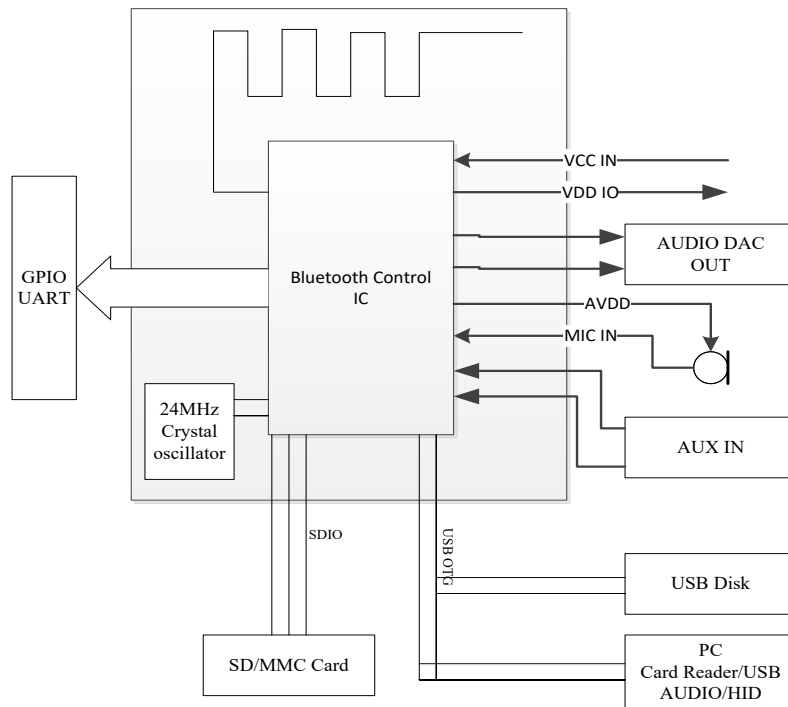 VCC IN
VDD IO
AUDIO DAC
OUT
GPIO
UART
Bluetooth Control
IC
AVDD
MIC IN
24MHz
Crystal
oscillator
AUX IN
SDIO
USB OTG
USB Disk
SD/MMC Card
PC
Card Reader/USB
AUDIO/HID